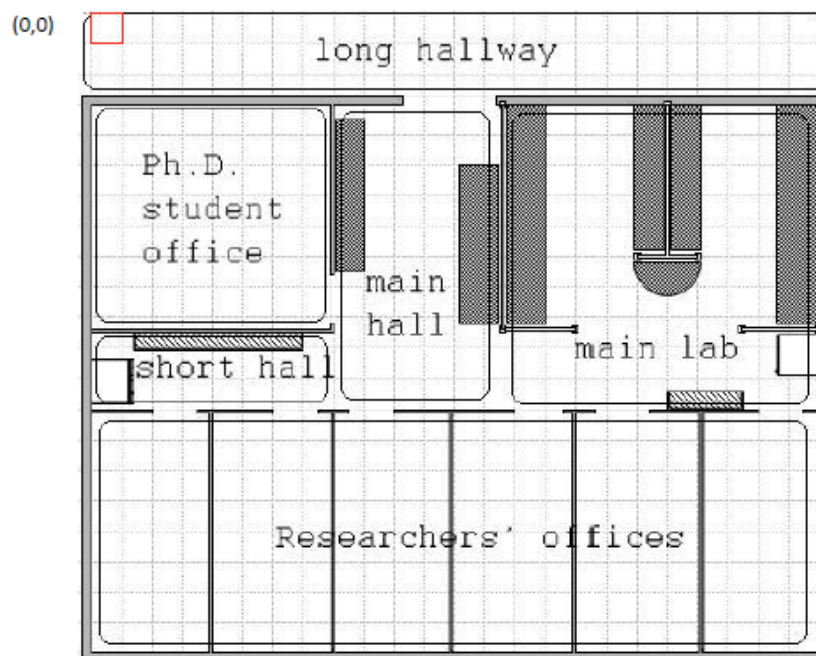 (0,0)
long hallway
Ph.D.
student
office
main
hall
short hall
main lab
Researchers' offices